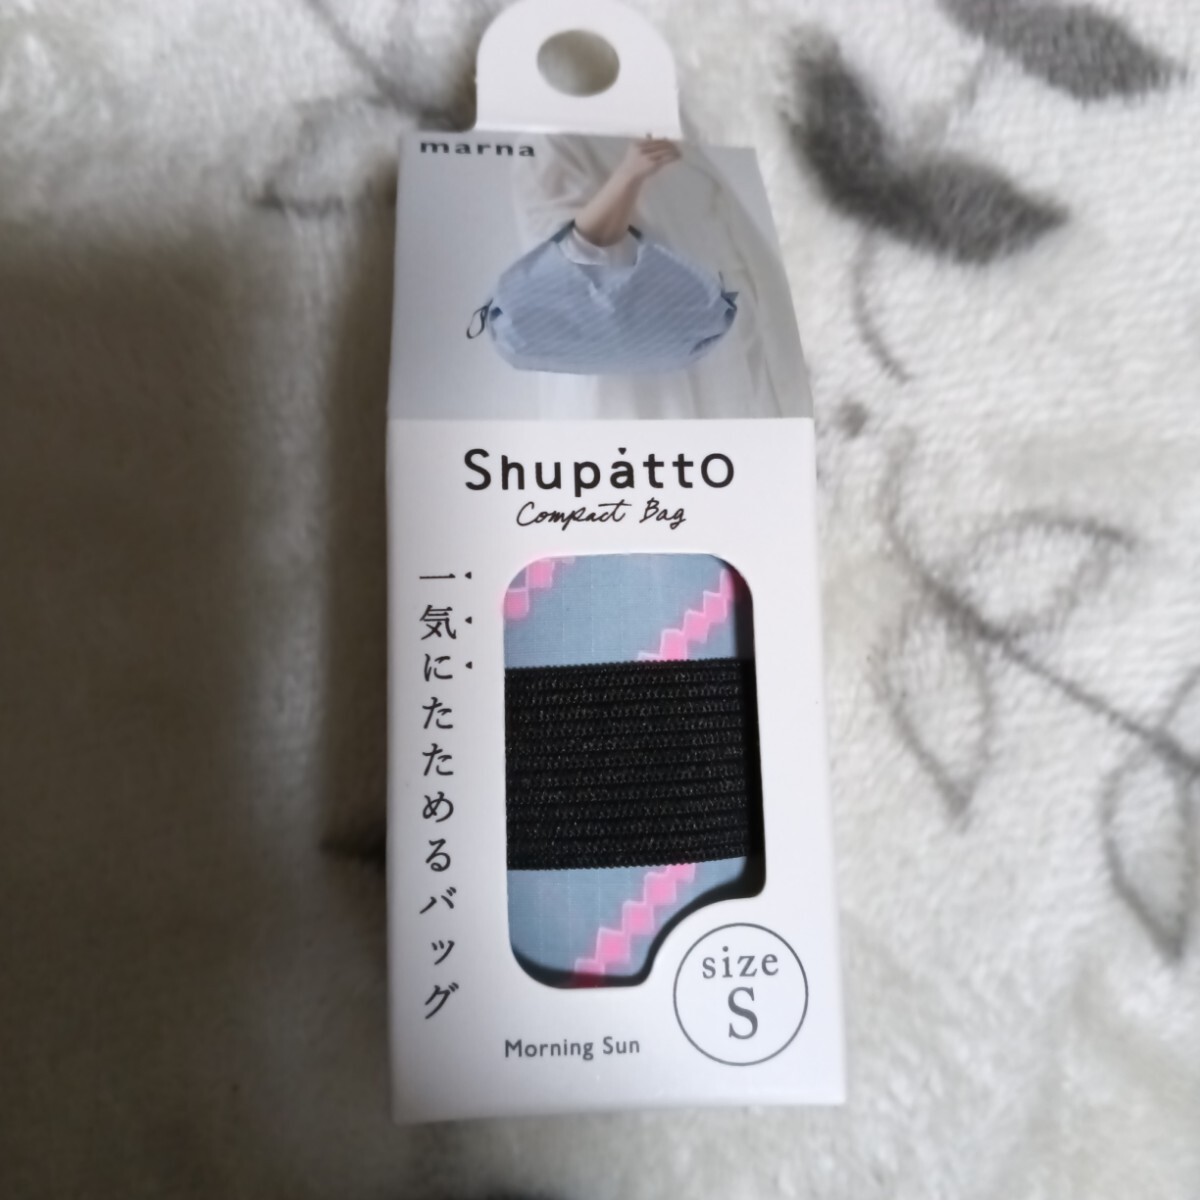 marna
Shupatto
Compact Bag
一気にたためるバッグ
size
S
Morning Sun